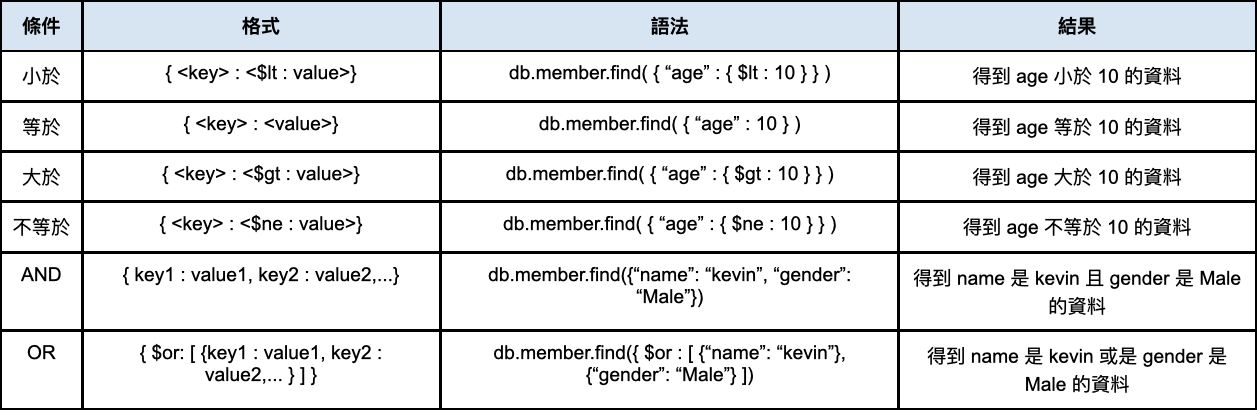 條件 格式 語法 結果
小於 { <key> : <$lt : value>} db.member.find( { “age” : { $lt : 10 } } ) 得到 age 小於 10 的資料
等於 { <key> : <value>} db.member.find( { “age” : 10 } ) 得到 age 等於 10 的資料
大於 { <key> : <$gt : value>} db.member.find( { “age” : { $gt : 10 } } ) 得到 age 大於 10 的資料
不等於 { <key> : <$ne : value>} db.member.find( { “age” : { $ne : 10 } } ) 得到 age 不等於 10 的資料
AND
{ key1 : value1, key2 : value2,...}
db.member.find({“name”: “kevin”, “gender”:
“Male”})
得到 name 是 kevin 且 gender 是 Male
的資料
OR
{ $or: [ {key1 : value1, key2 :
value2,... } ] }
db.member.find({ $or : [ {“name”: “kevin”},
{“gender”: “Male”} ])
得到 name 是 kevin 或是 gender 是
Male 的資料